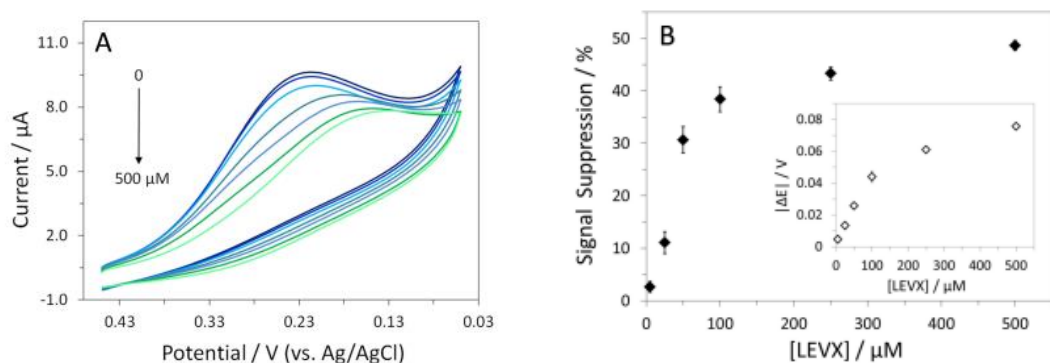 A
11.0
8.0
5.0
2.0
-1.0
Current / µA
0
500 µM
0.43 0.33 0.23 0.13 0.03
Potential / V (vs. Ag/AgCl)
B
50
40
30
20
10
0
Signal Suppression / %
0 100 200 300 400 500
[LEVX] / µM
0.08
0.06
0.04
0.02
0
|ΔE| / V
0 100 200 300 400 500
[LEVX] / µM